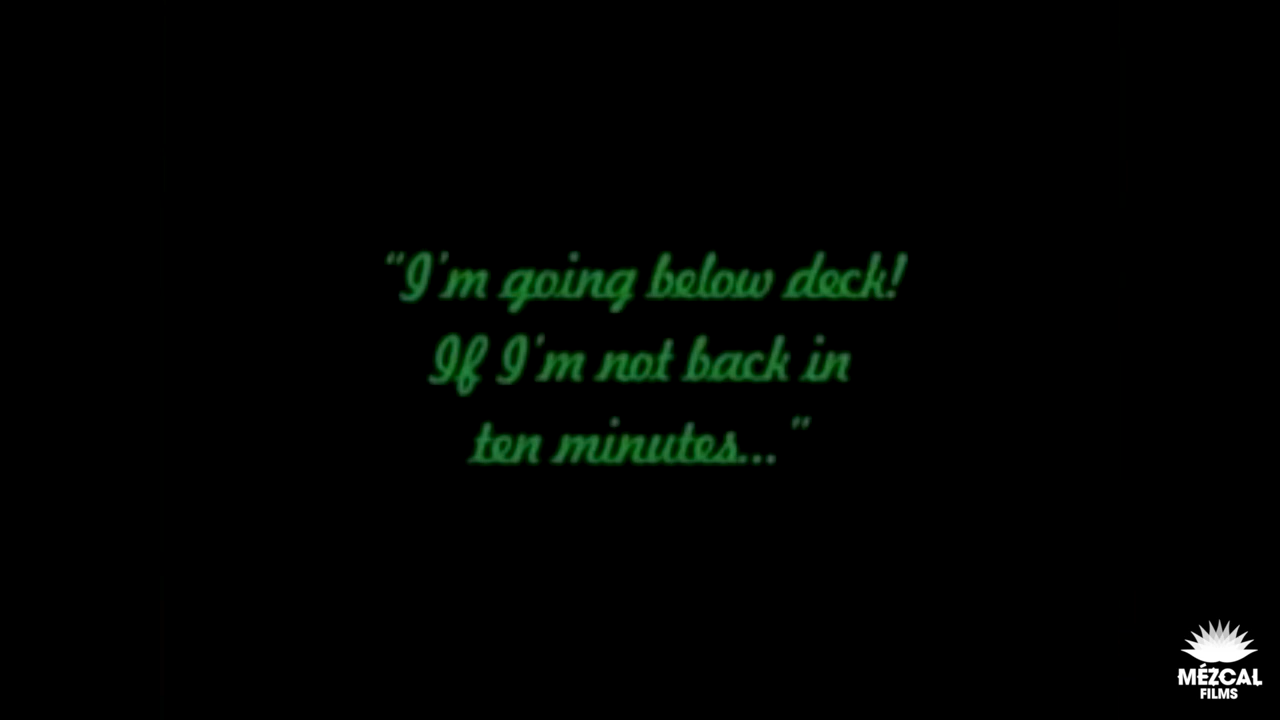 "I'm going below deck!
If I'm not back in
ten minutes..."
MÉZCAL
FILMS